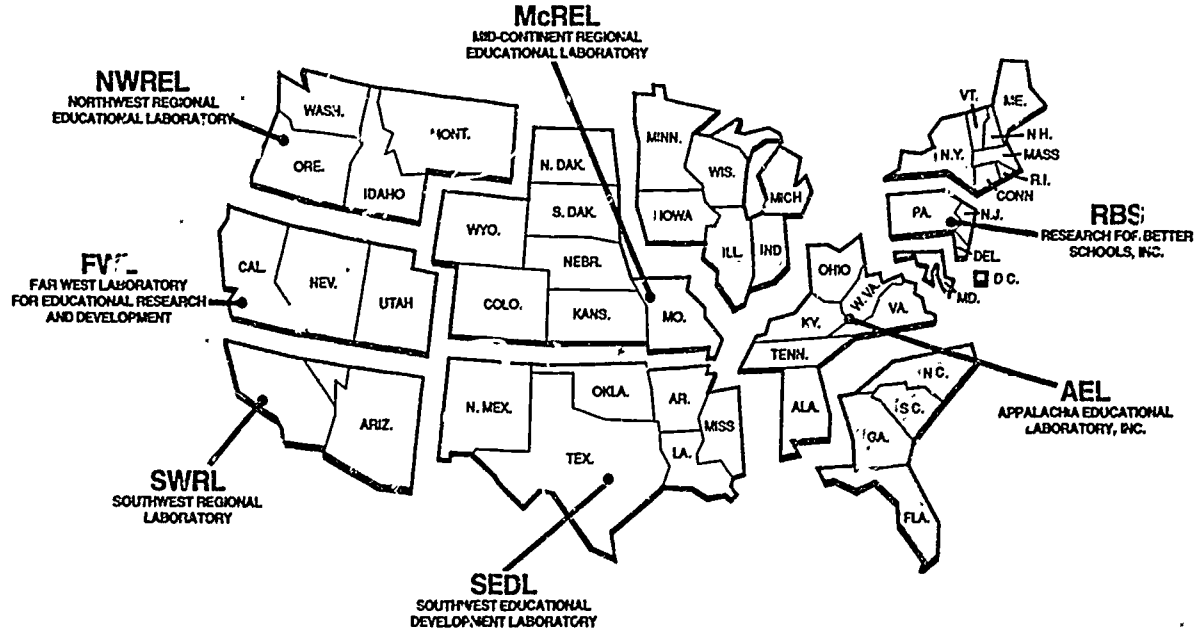 McREL
MID-CONTINENT REGIONAL
EDUCATIONAL LABORATORY
NWREL
NORTHWEST REGIONAL
EDUCATIONAL LABORATORY
WASH.
MONT.
ORE.
IDAHO
WYO.
N. DAK.
S. DAK.
NEBR.
COLO.
KANS.
MINN.
IOWA
MO.
WIS.
MICH
ILL.
IND
VT.
ME.
N.H.
MASS
N.Y.
R.I.
CONN
PA.
N.J.
DEL.
D C.
MD.
RBS
RESEARCH FOR BETTER
SCHOOLS, INC.
OHIO
W. VA.
VA.
KY.
TENN.
ALA.
AEL
APPALACHIA EDUCATIONAL
LABORATORY, INC.
N C.
S C.
GA.
FLA.
FAR WEST LABORATORY
FOR EDUCATIONAL RESEARCH
AND DEVELOPMENT
CAL.
NEV.
UTAH
ARIZ.
SWRL
SOUTHWEST REGIONAL
LABORATORY
N. MEX.
OKLA.
AR.
TEX.
LA.
MISS
SEDL
SOUTHWEST EDUCATIONAL
DEVELOPMENT LABORATORY